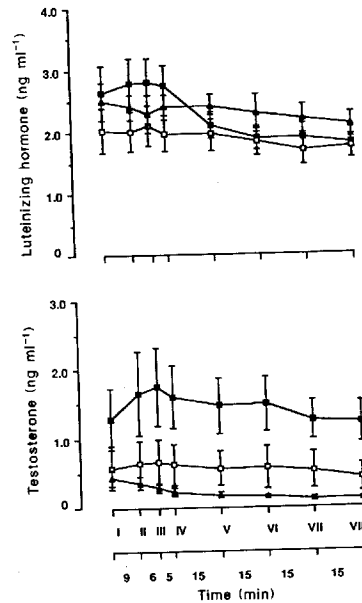 Luteinizing hormone (ng ml⁻¹)
4.0
3.0
2.0
1.0
0
Testosterone (ng ml⁻¹)
3.0
2.0
1.0
0
I II III IV V VI VII VII
9 6 5 15 15 15 15
Time (min)